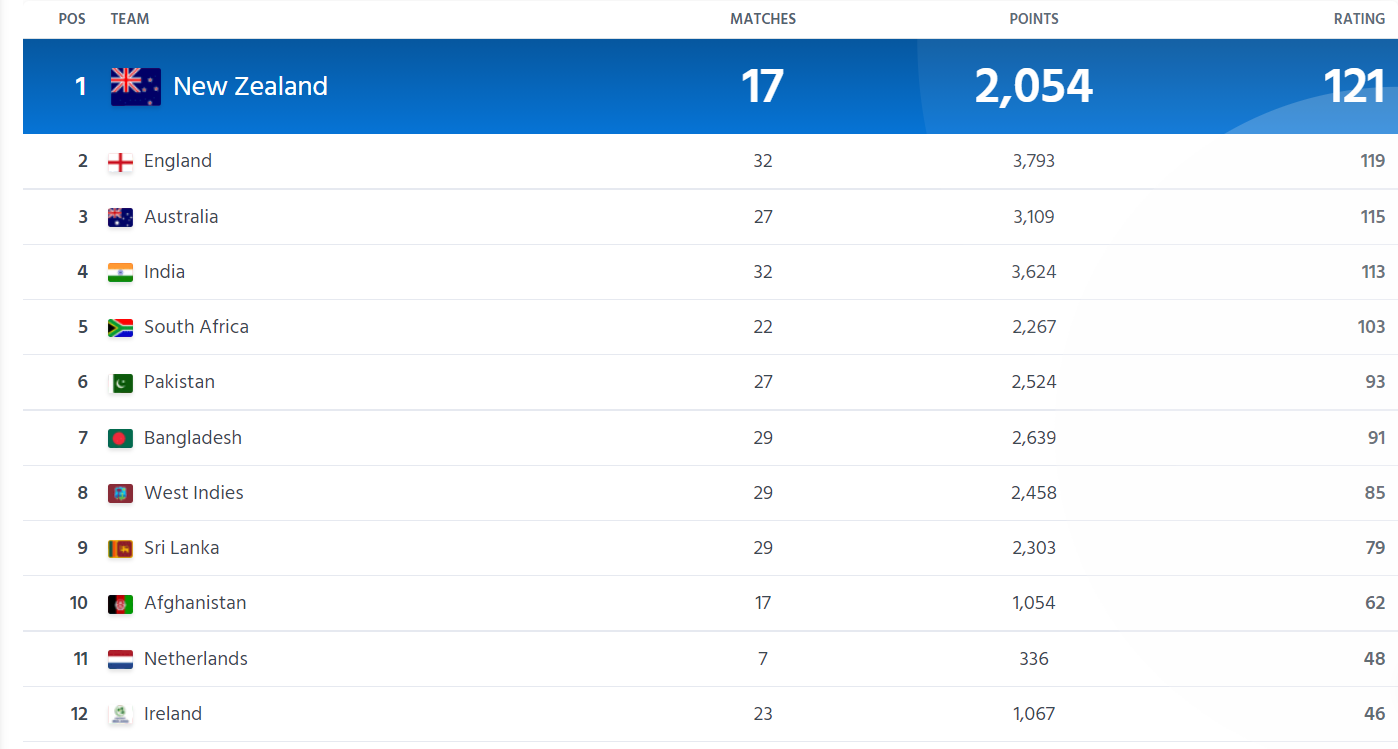 POS TEAM MATCHES POINTS RATING
1 New Zealand 17 2,054 121
2 England 32 3,793 119
3 Australia 27 3,109 115
4 India 32 3,624 113
5 South Africa 22 2,267 103
6 Pakistan 27 2,524 93
7 Bangladesh 29 2,639 91
8 West Indies 29 2,458 85
9 Sri Lanka 29 2,303 79
10 Afghanistan 17 1,054 62
11 Netherlands 7 336 48
12 Ireland 23 1,067 46